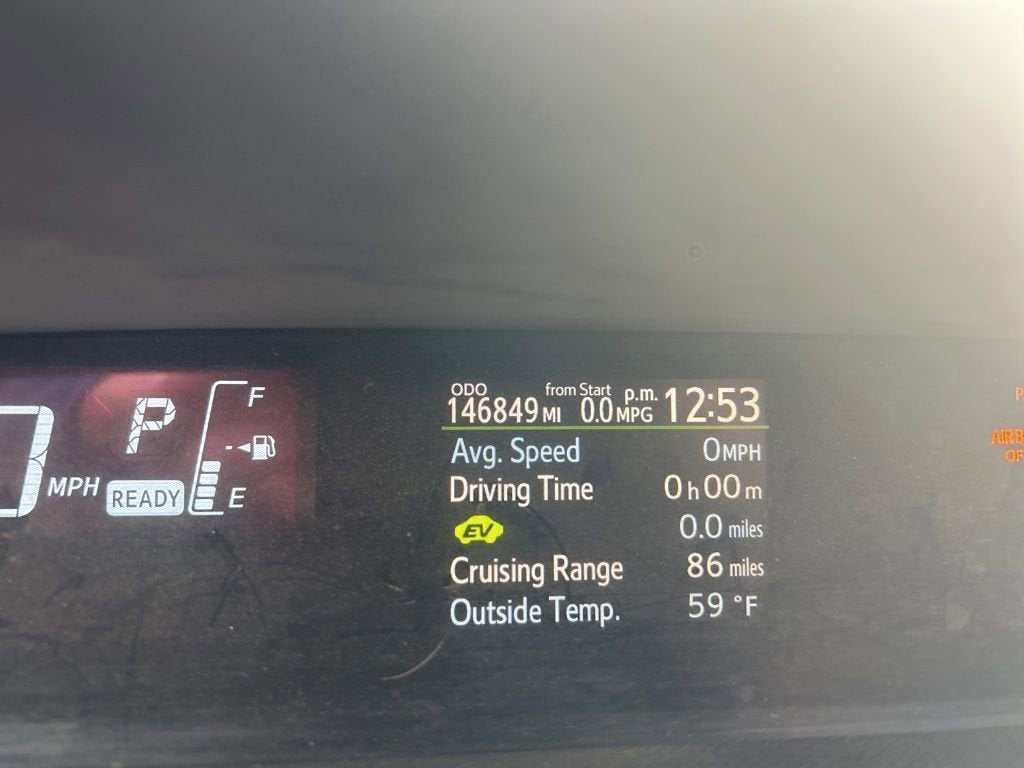 P
F
MPH
READY
E
ODO from Start p.m. 12:53
146849 MI 0.0 MPG
Avg. Speed 0 MPH
Driving Time 0 h 00 m
EV 0.0 miles
Cruising Range 86 miles
Outside Temp. 59 °F